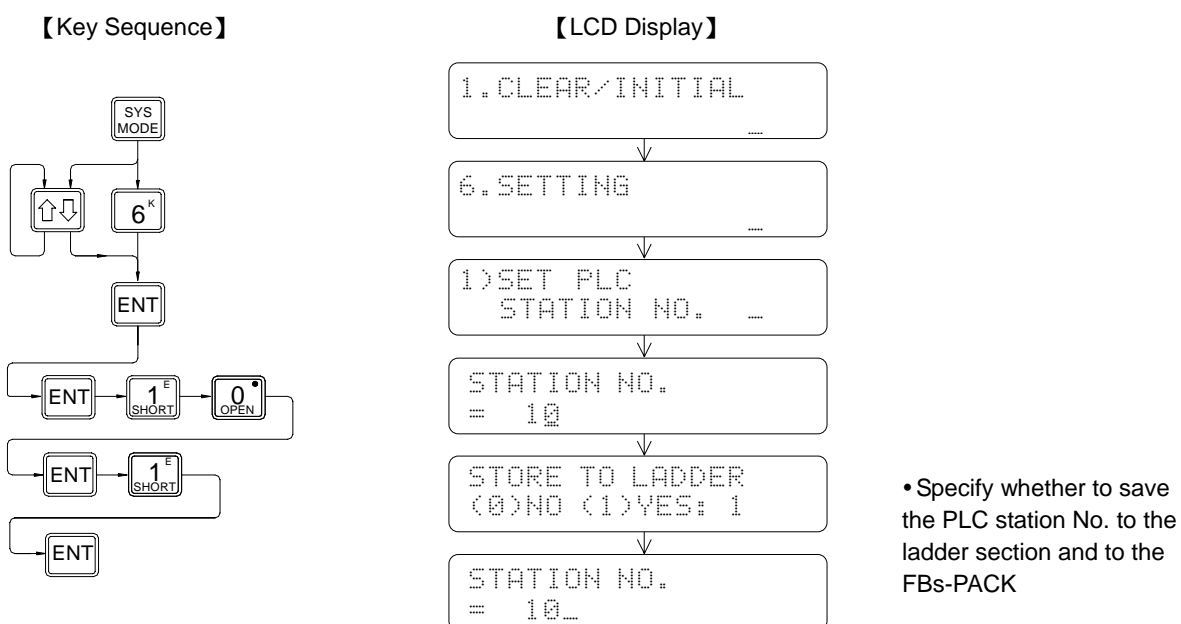 【Key Sequence】
【LCD Display】
SYS
MODE
6 K
ENT
ENT
1 E
SHORT
0 •
OPEN
ENT
1 E
SHORT
ENT
1.CLEAR/INITIAL
_
6.SETTING
_
1)SET PLC
STATION NO. _
STATION NO.
= 10
STORE TO LADDER
(0)NO (1)YES: 1
STATION NO.
= 10_
•Specify whether to save
the PLC station No. to the
ladder section and to the
FBs-PACK